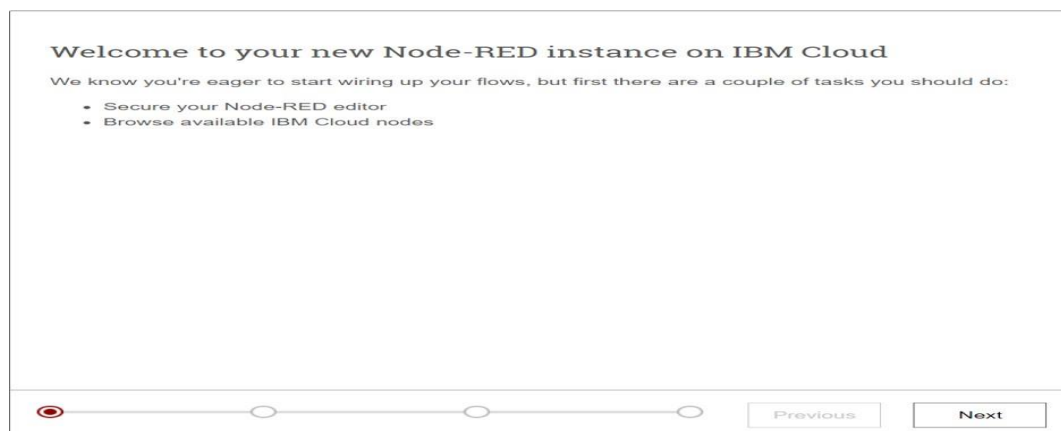 Welcome to your new Node-RED instance on IBM Cloud
We know you're eager to start wiring up your flows, but first there are a couple of tasks you should do:
• Secure your Node-RED editor
• Browse available IBM Cloud nodes
Previous Next